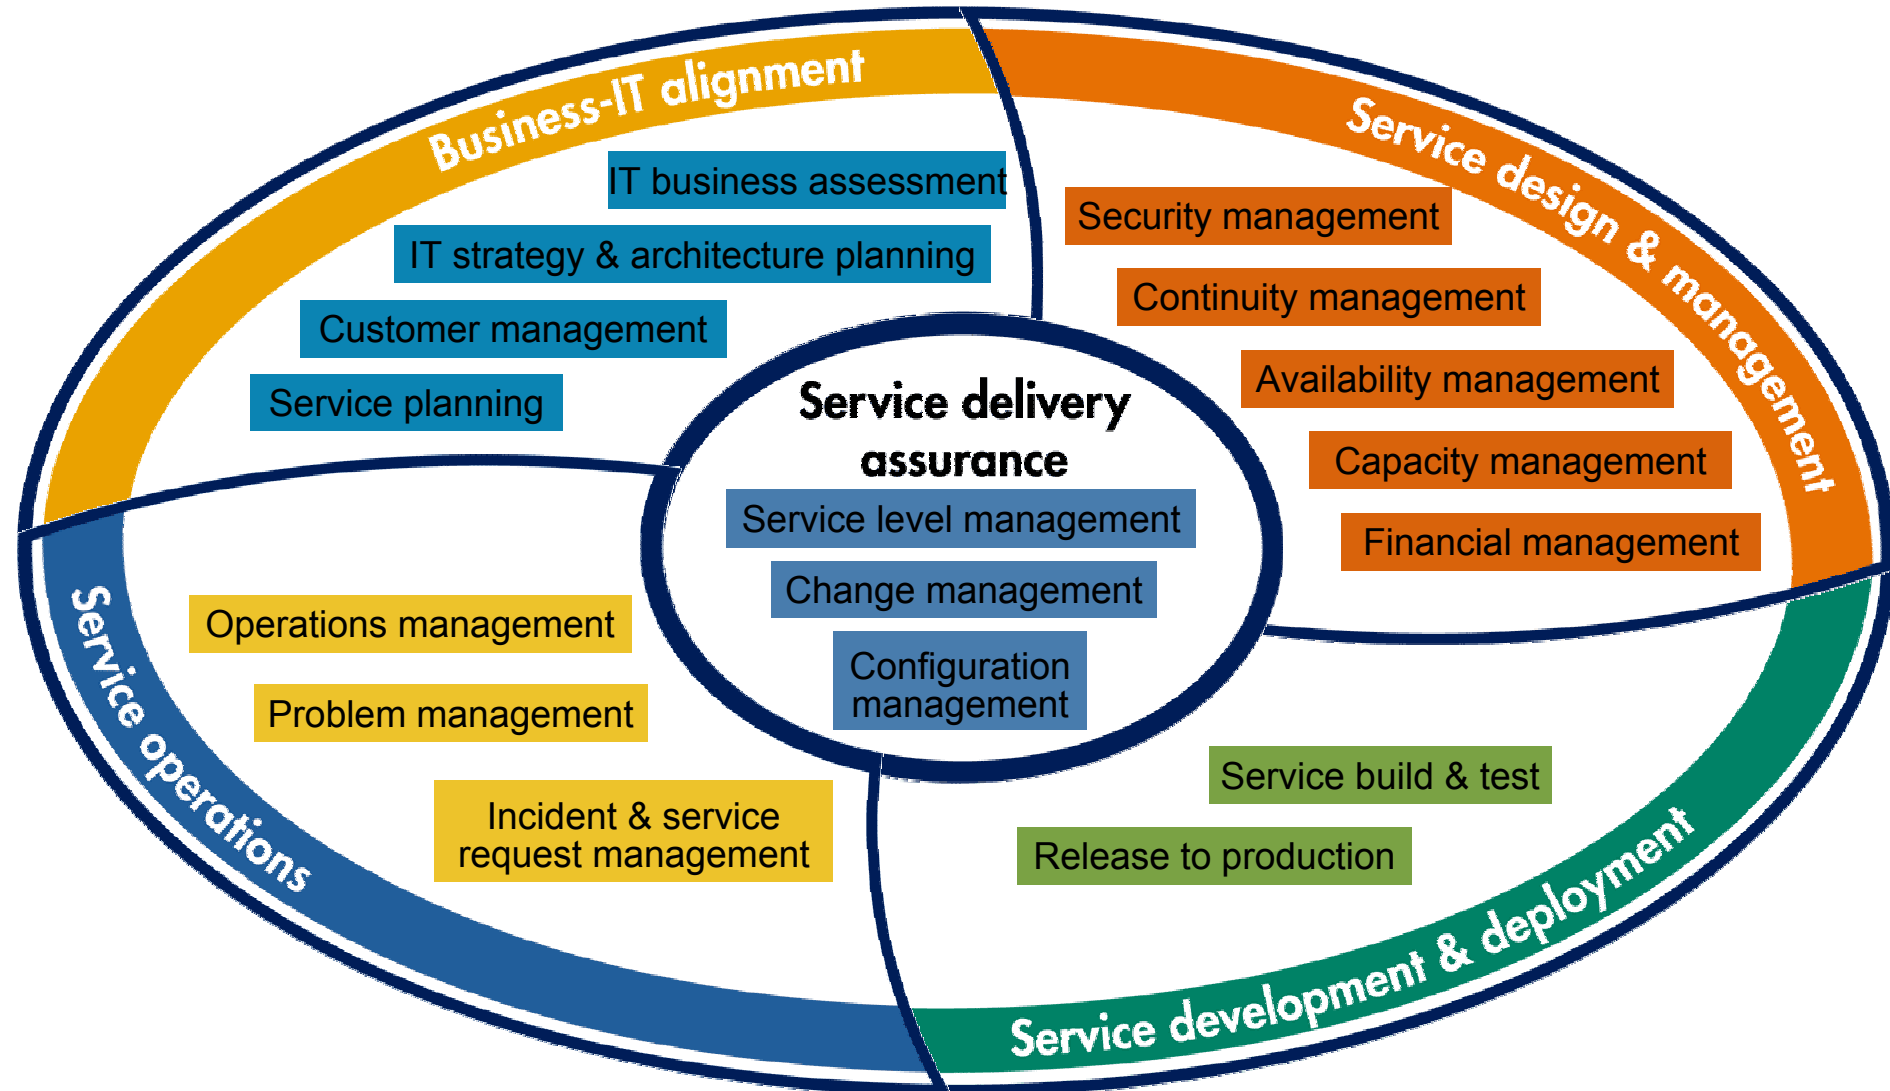 Business-IT alignment
IT business assessment
IT strategy & architecture planning
Customer management
Service planning
Service design & management
Security management
Continuity management
Availability management
Capacity management
Financial management
Service delivery
assurance
Service level management
Change management
Configuration
management
Service operations
Operations management
Problem management
Incident & service
request management
Service build & test
Release to production
Service development & deployment